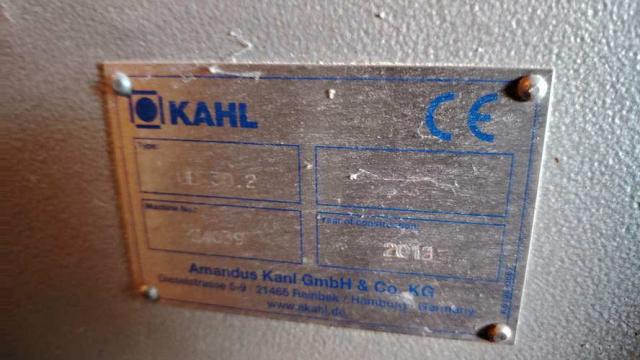 KAHL
CE
Type:
Machine No.:
Year of construction:
2013
Amandus Kahl GmbH & Co. KG
Dieselstrasse 5-9 · 21465 Reinbek / Hamburg · Germany
www.akahl.de